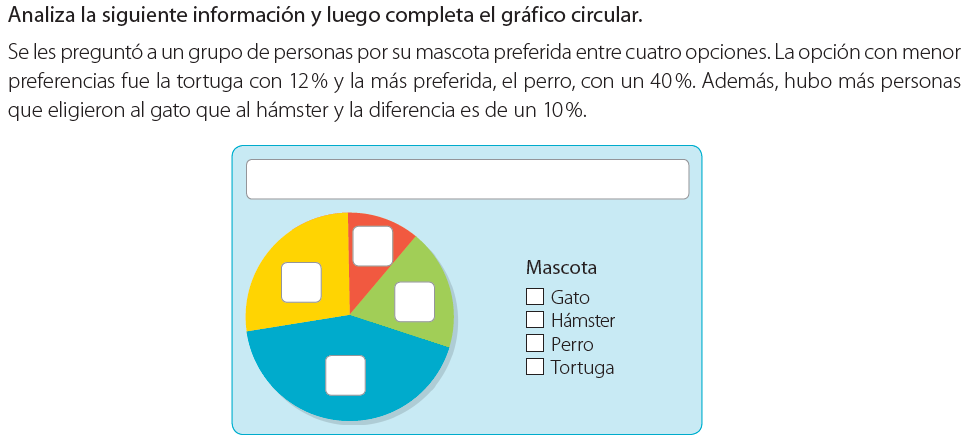 Analiza la siguiente información y luego completa el gráfico circular.
Se les preguntó a un grupo de personas por su mascota preferida entre cuatro opciones. La opción con menor
preferencias fue la tortuga con 12 % y la más preferida, el perro, con un 40 %. Además, hubo más personas
que eligieron al gato que al hámster y la diferencia es de un 10 %.
Mascota
Gato
Hámster
Perro
Tortuga